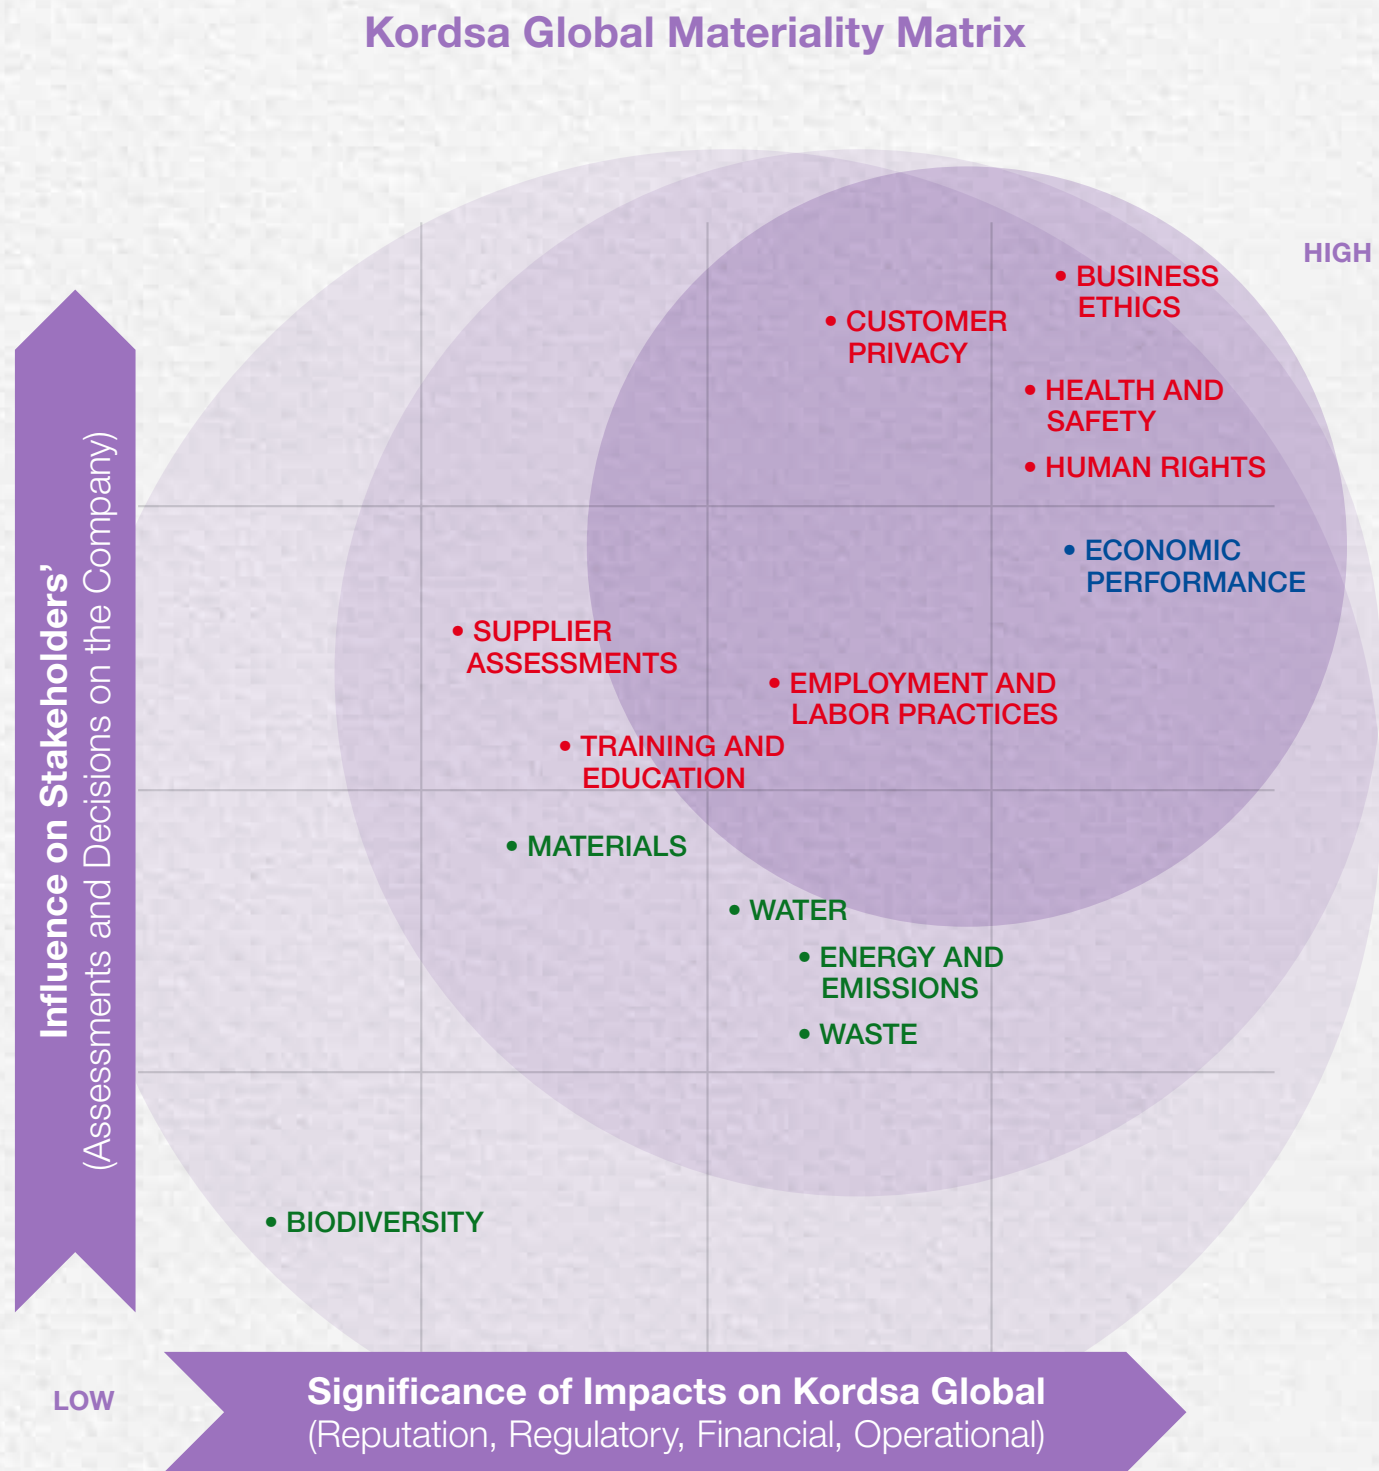 Kordsa Global Materiality Matrix
HIGH
• BUSINESS
ETHICS
• CUSTOMER
PRIVACY
• HEALTH AND
SAFETY
• HUMAN RIGHTS
• ECONOMIC
PERFORMANCE
• SUPPLIER
ASSESSMENTS
• EMPLOYMENT AND
LABOR PRACTICES
• TRAINING AND
EDUCATION
• MATERIALS
• WATER
• ENERGY AND
EMISSIONS
• WASTE
• BIODIVERSITY
Influence on Stakeholders’
(Assessments and Decisions on the Company)
LOW
Significance of Impacts on Kordsa Global
(Reputation, Regulatory, Financial, Operational)